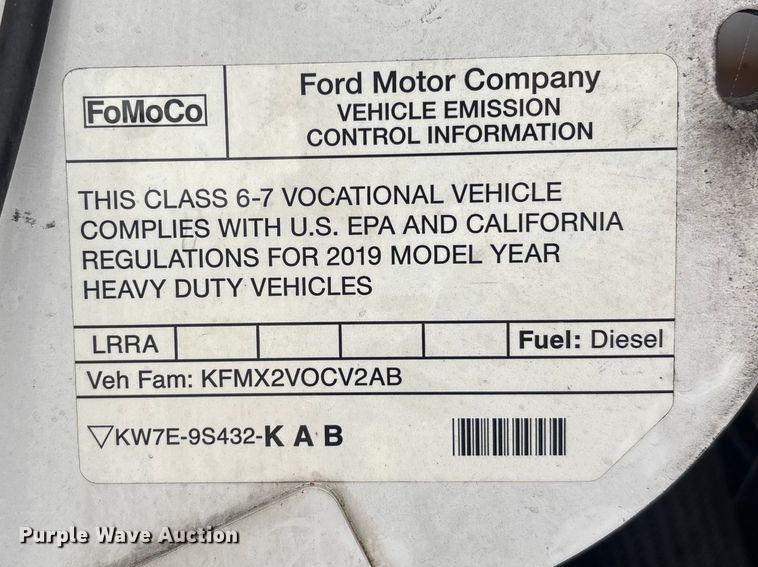 FoMoCo
Ford Motor Company
VEHICLE EMISSION
CONTROL INFORMATION
THIS CLASS 6-7 VOCATIONAL VEHICLE
COMPLIES WITH U.S. EPA AND CALIFORNIA
REGULATIONS FOR 2019 MODEL YEAR
HEAVY DUTY VEHICLES
LRRA Fuel: Diesel
Veh Fam: KFMX2VOCV2AB
▽KW7E-9S432-KAB
Purple Wave Auction